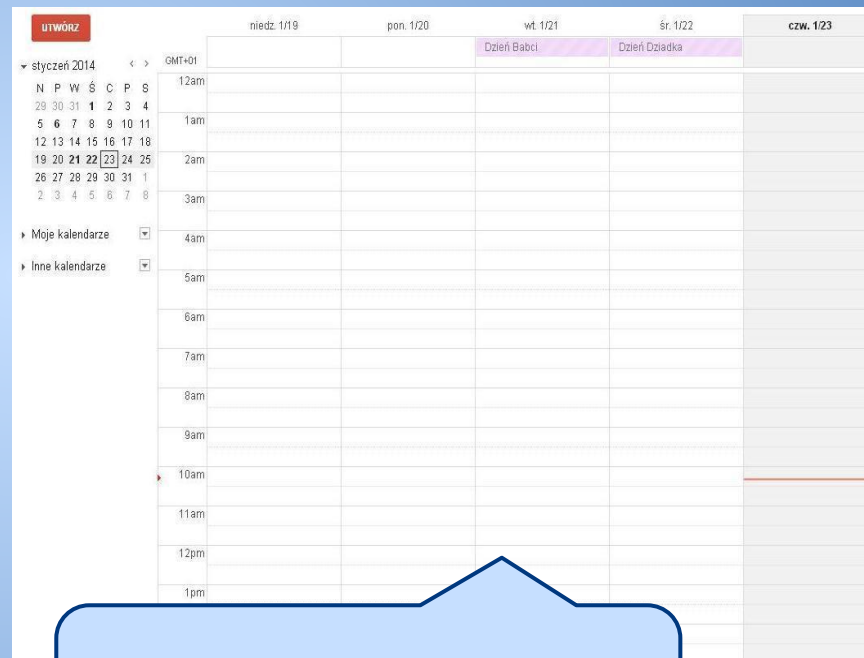 UTWÓRZ
niedz. 1/19 pon. 1/20 wt. 1/21 śr. 1/22 czw. 1/23
Dzień Babci Dzień Dziadka
styczeń 2014 < >
GMT+01
N P W Ś C P S
29 30 31 1 2 3 4
5 6 7 8 9 10 11
12 13 14 15 16 17 18
19 20 21 22 23 24 25
26 27 28 29 30 31 1
2 3 4 5 6 7 8
Moje kalendarze
Inne kalendarze
12am
1am
2am
3am
4am
5am
6am
7am
8am
9am
10am
11am
12pm
1pm